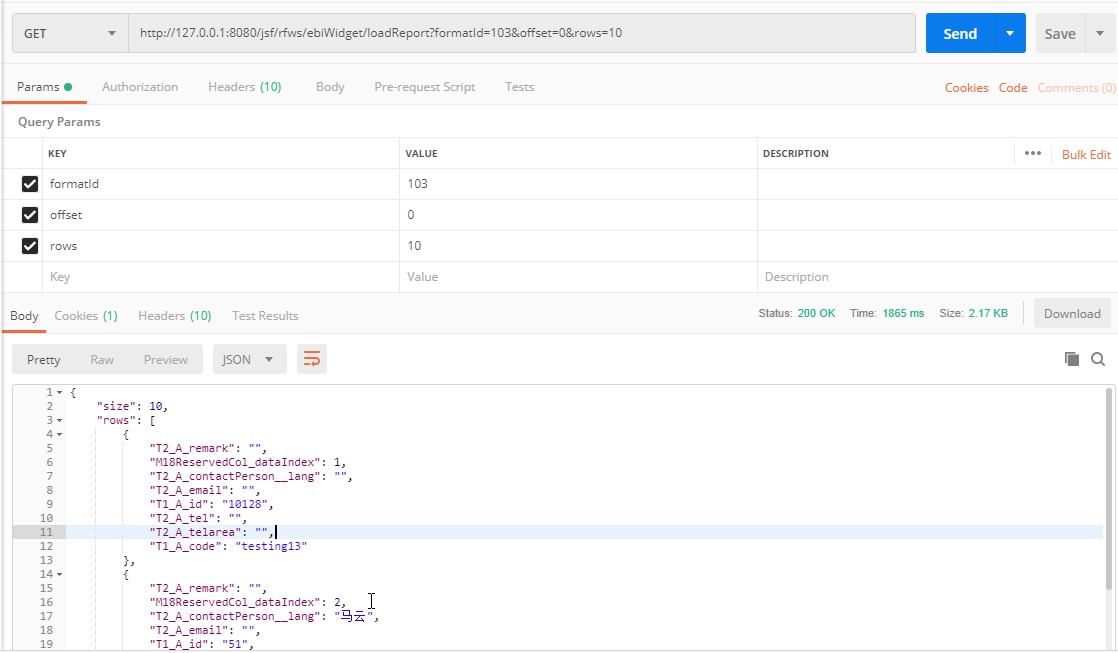 GET http://127.0.0.1:8080/jsf/rfws/ebiWidget/loadReport?formatId=103&offset=0&rows=10 Send Save
Params Authorization Headers (10) Body Pre-request Script Tests Cookies Code Comments (0)
Query Params
KEY VALUE DESCRIPTION ••• Bulk Edit
formatId 103
offset 0
rows 10
Key Value Description
Body Cookies (1) Headers (10) Test Results Status: 200 OK Time: 1865 ms Size: 2.17 KB Download
Pretty Raw Preview JSON
1 {
2 "size": 10,
3 "rows": [
4 {
5 "T2_A_remark": "",
6 "M18ReservedCol_dataIndex": 1,
7 "T2_A_contactPerson__lang": "",
8 "T2_A_email": "",
9 "T1_A_id": "10128",
10 "T2_A_tel": "",
11 "T2_A_telarea": "",
12 "T1_A_code": "testing13"
13 },
14 {
15 "T2_A_remark": "",
16 "M18ReservedCol_dataIndex": 2,
17 "T2_A_contactPerson__lang": "马云",
18 "T2_A_email": "",
19 "T1_A_id": "51",